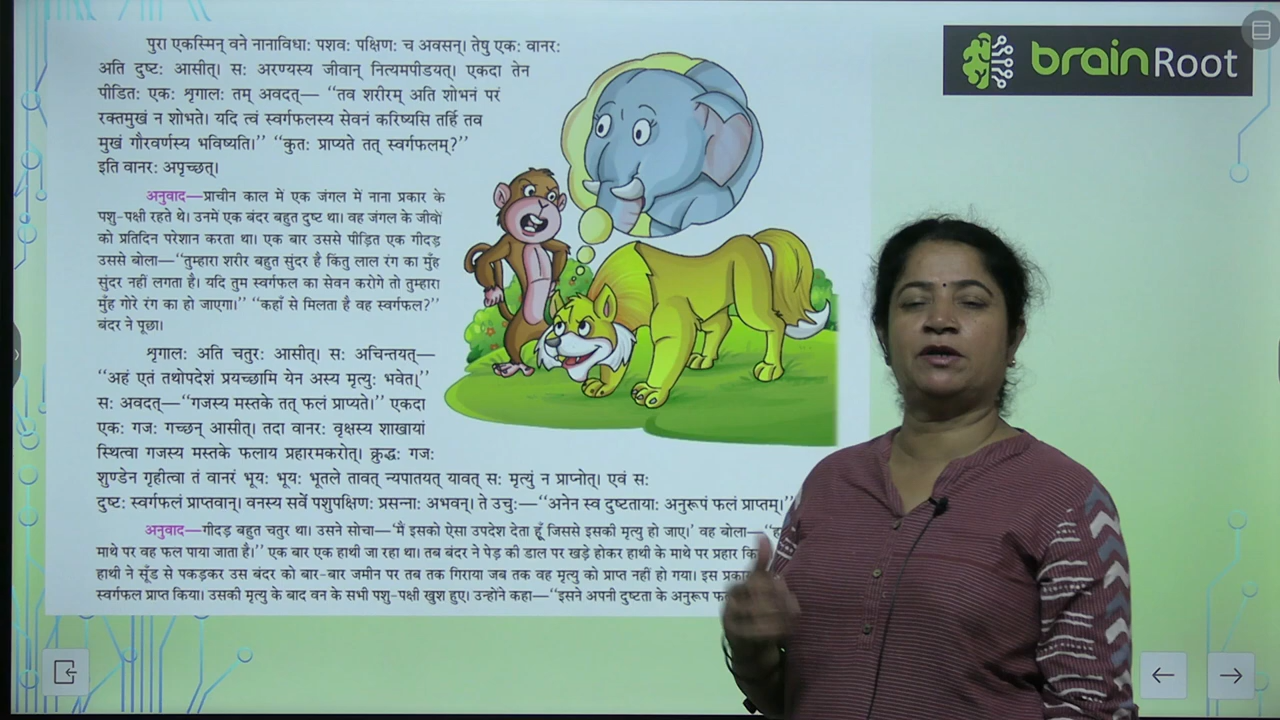 पुरा एकस्मिन् वने नानाविधाः पशवः पक्षिणः च अवसन्। तेषु एकः वानरः
अति दुष्टः आसीत्। सः अरण्यस्य जीवान् नित्यमपीडयत्। एकदा तेन
पीडितः एकः शृगालः तम् अवदत्— “तव शरीरम् अति शोभनं परं
रक्तमुखं न शोभते। यदि त्वं स्वर्गफलस्य सेवनं करिष्यसि तर्हि तव
मुखं गौरवर्णस्य भविष्यति।” “कुतः प्राप्यते तत् स्वर्गफलम्?”
इति वानरः अपृच्छत्।
अनुवाद—प्राचीन काल में एक जंगल में नाना प्रकार के
पशु-पक्षी रहते थे। उनमें एक बंदर बहुत दुष्ट था। वह जंगल के जीवों
को प्रतिदिन परेशान करता था। एक बार उससे पीड़ित एक गीदड़
उससे बोला—“तुम्हारा शरीर बहुत सुंदर है किंतु लाल रंग का मुँह
सुंदर नहीं लगता है। यदि तुम स्वर्गफल का सेवन करोगे तो तुम्हारा
मुँह गोरे रंग का हो जाएगा।” “कहाँ से मिलता है वह स्वर्गफल?”
बंदर ने पूछा।
शृगालः अति चतुरः आसीत्। सः अचिन्तयत्—
“अहं एतं तथोपदेशं प्रयच्छामि येन अस्य मृत्युः भवेत्।”
सः अवदत्—“गजस्य मस्तके तत् फलं प्राप्यते।” एकदा
एकः गजः गच्छन् आसीत्। तदा वानरः वृक्षस्य शाखायां
स्थित्वा गजस्य मस्तके फलाय प्रहारमकरोत्। क्रुद्धः गजः
शुण्डेन गृहीत्वा तं वानरं भूयः भूयः भूतले तावत् न्यपातयत् यावत् सः मृत्युं न प्राप्नोत्। एवं सः
दुष्टः स्वर्गफलं प्राप्तवान्। वनस्य सर्वे पशुपक्षिणः प्रसन्नाः अभवन्। ते उचुः—“अनेन स्व दुष्टतायाः अनुरूपं फलं प्राप्तम्।”
अनुवाद—गीदड़ बहुत चतुर था। उसने सोचा—‘मैं इसको ऐसा उपदेश देता हूँ जिससे इसकी मृत्यु हो जाए।’ वह बोला—“ह
माथे पर वह फल पाया जाता है।” एक बार एक हाथी जा रहा था। तब बंदर ने पेड़ की डाल पर खड़े होकर हाथी के माथे पर प्रहार कि
हाथी ने सूँड से पकड़कर उस बंदर को बार-बार जमीन पर तब तक गिराया जब तक वह मृत्यु को प्राप्त नहीं हो गया। इस प्रका
स्वर्गफल प्राप्त किया। उसकी मृत्यु के बाद वन के सभी पशु-पक्षी खुश हुए। उन्होंने कहा—“इसने अपनी दुष्टता के अनुरूप फ
brainRoot